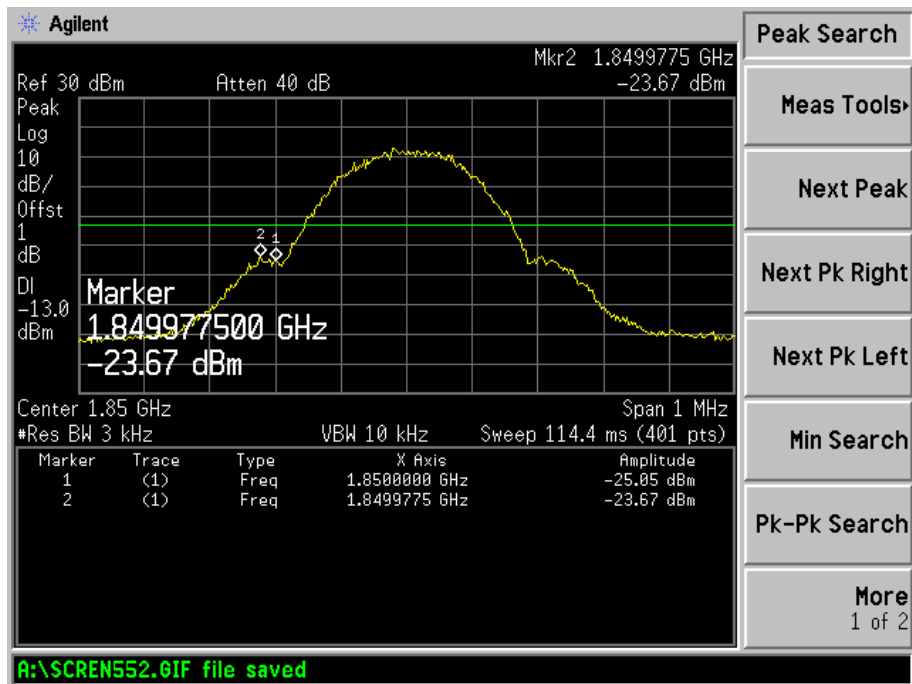 Agilent
Peak Search
Mkr2 1.8499775 GHz
Ref 30 dBm Atten 40 dB -23.67 dBm
Peak
Log
10
dB/
Offst
1
dB
DI
-13.0
dBm
2 1
Marker
1.849977500 GHz
-23.67 dBm
Center 1.85 GHz Span 1 MHz
#Res BW 3 kHz VBW 10 kHz Sweep 114.4 ms (401 pts)
Marker Trace Type X Axis Amplitude
1 (1) Freq 1.8500000 GHz -25.05 dBm
2 (1) Freq 1.8499775 GHz -23.67 dBm
Meas Tools
Next Peak
Next Pk Right
Next Pk Left
Min Search
Pk-Pk Search
More
1 of 2
A:\SCREN552.GIF file saved